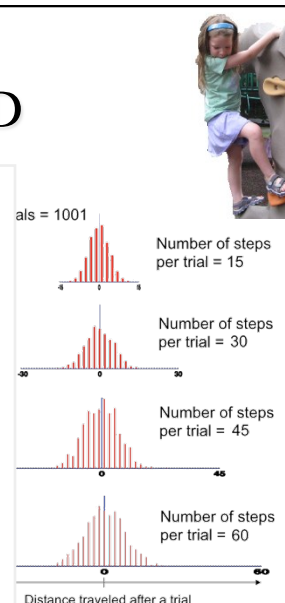 D
als = 1001
Number of steps
per trial = 15
0
Number of steps
per trial = 30
-30 0 30
Number of steps
per trial = 45
0 45
Number of steps
per trial = 60
0 60
Distance traveled after a trial